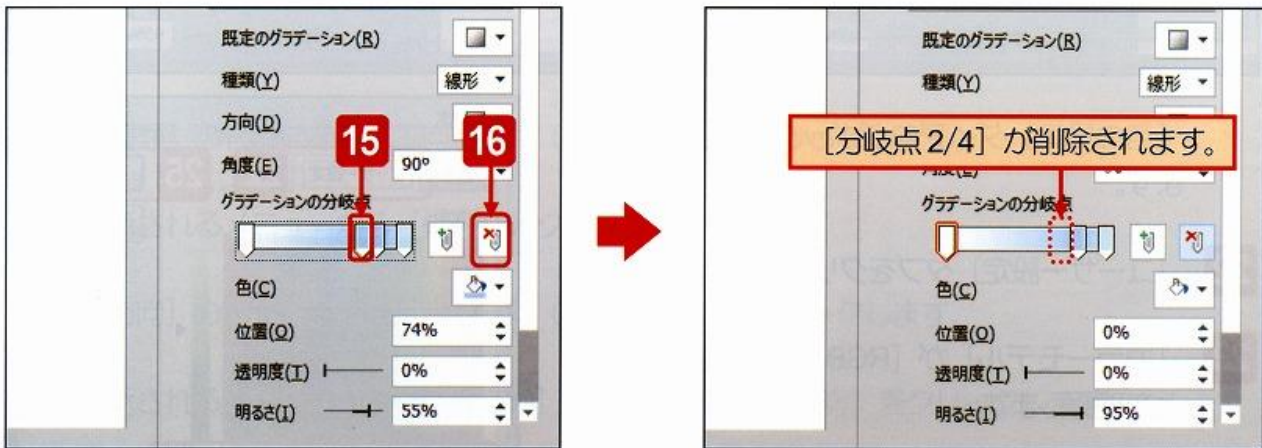 既定のグラデーション(R)
種類(Y)
線形
方向(D)
15
16
角度(E)
90°
グラデーションの分岐点
色(C)
位置(O)
74%
透明度(T)
0%
明るさ(I)
55%
既定のグラデーション(R)
種類(Y)
線形
[分岐点 2/4] が削除されます。
グラデーションの分岐点
色(C)
位置(O)
0%
透明度(T)
0%
明るさ(I)
95%